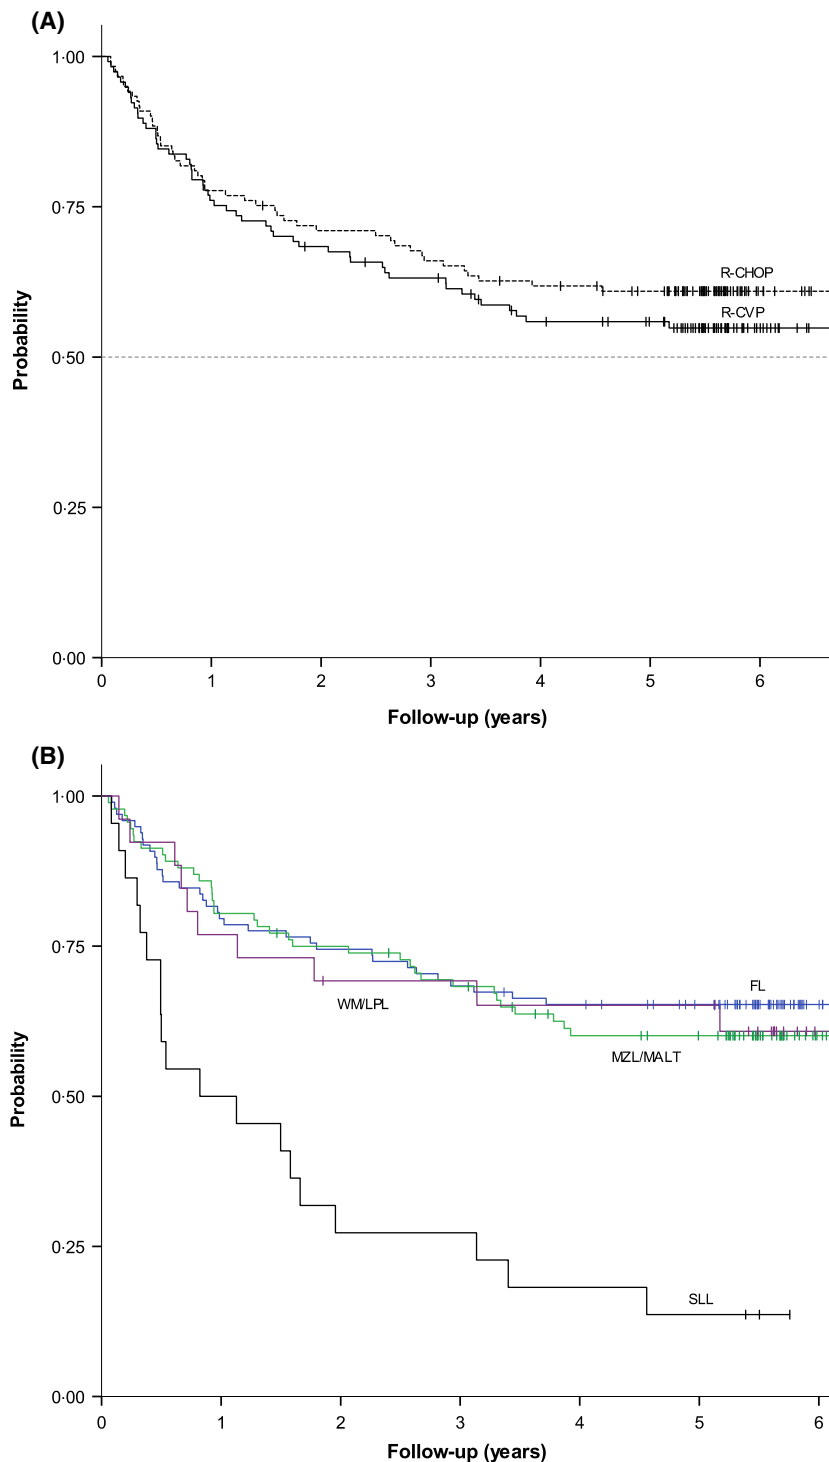 (A)
1·00
0·75
0·50
0·25
0·00
Probability
R-CHOP
R-CVP
0 1 2 3 4 5 6
Follow-up (years)
(B)
1·00
0·75
0·50
0·25
0·00
Probability
FL
WM/LPL
MZL/MALT
SLL
0 1 2 3 4 5 6
Follow-up (years)